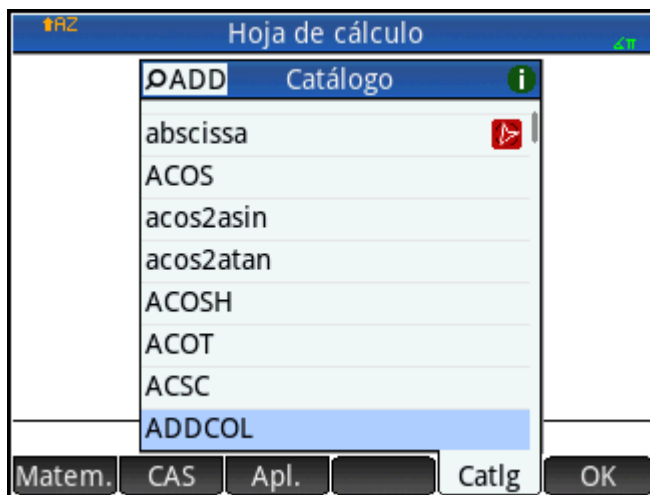 AZ
Hoja de cálculo
∡π
ADD Catálogo i
abscissa
ACOS
acos2asin
acos2atan
ACOSH
ACOT
ACSC
ADDCOL
Matem. CAS Apl. Catlg OK